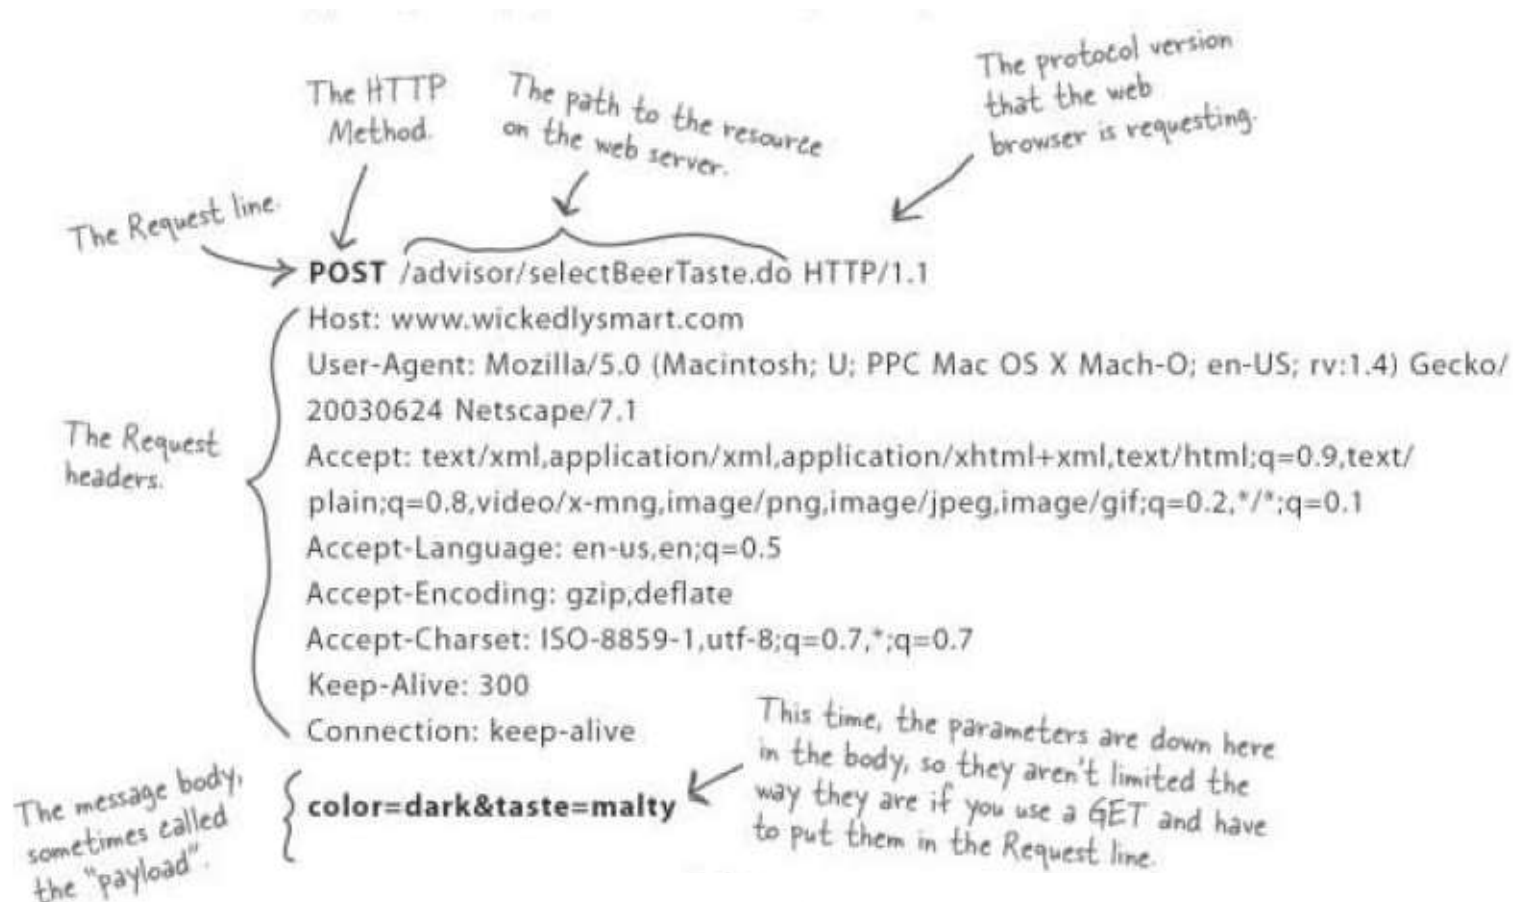 The HTTP
Method.
The path to the resource
on the web server.
The protocol version
that the web
browser is requesting.
The Request line.
POST /advisor/selectBeerTaste.do HTTP/1.1
Host: www.wickedlysmart.com
User-Agent: Mozilla/5.0 (Macintosh; U; PPC Mac OS X Mach-O; en-US; rv:1.4) Gecko/
20030624 Netscape/7.1
Accept: text/xml,application/xml,application/xhtml+xml,text/html;q=0.9,text/
plain;q=0.8,video/x-mng,image/png,image/jpeg,image/gif;q=0.2,*/*;q=0.1
Accept-Language: en-us,en;q=0.5
Accept-Encoding: gzip,deflate
Accept-Charset: ISO-8859-1,utf-8;q=0.7,*;q=0.7
Keep-Alive: 300
Connection: keep-alive
The Request
headers.
color=dark&taste=malty
The message body,
sometimes called
the "payload".
This time, the parameters are down here
in the body, so they aren't limited the
way they are if you use a GET and have
to put them in the Request line.